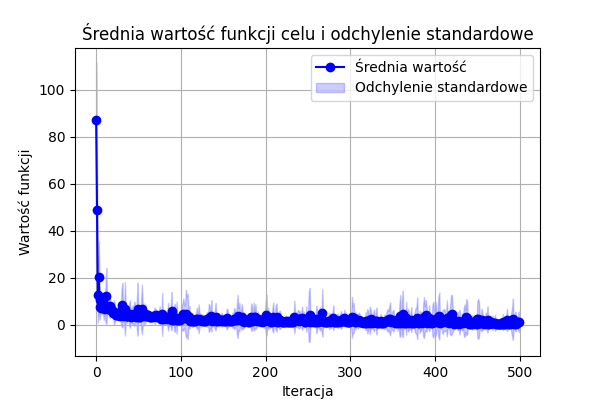 Średnia wartość funkcji celu i odchylenie standardowe
Średnia wartość
Odchylenie standardowe
Wartość funkcji
100
80
60
40
20
0
0 100 200 300 400 500
Iteracja